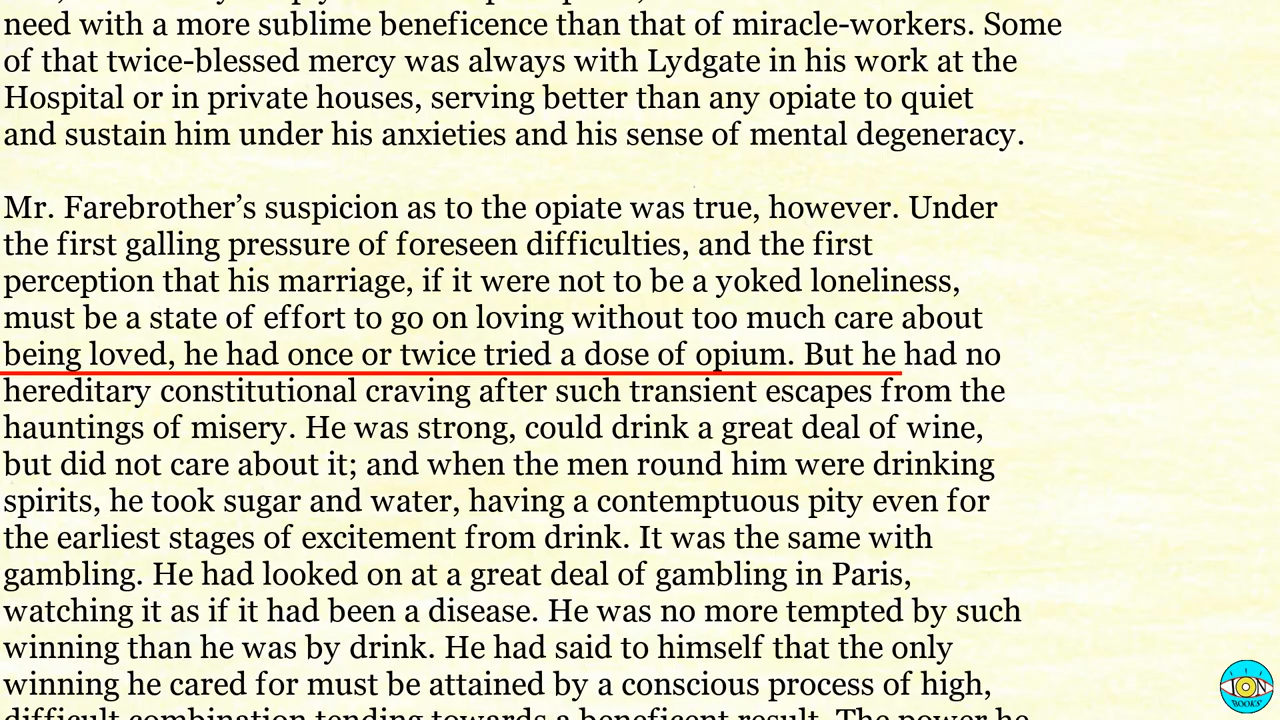 need with a more sublime beneficence than that of miracle-workers. Some
of that twice-blessed mercy was always with Lydgate in his work at the
Hospital or in private houses, serving better than any opiate to quiet
and sustain him under his anxieties and his sense of mental degeneracy.
Mr. Farebrother’s suspicion as to the opiate was true, however. Under
the first galling pressure of foreseen difficulties, and the first
perception that his marriage, if it were not to be a yoked loneliness,
must be a state of effort to go on loving without too much care about
being loved, he had once or twice tried a dose of opium. But he had no
hereditary constitutional craving after such transient escapes from the
hauntings of misery. He was strong, could drink a great deal of wine,
but did not care about it; and when the men round him were drinking
spirits, he took sugar and water, having a contemptuous pity even for
the earliest stages of excitement from drink. It was the same with
gambling. He had looked on at a great deal of gambling in Paris,
watching it as if it had been a disease. He was no more tempted by such
winning than he was by drink. He had said to himself that the only
winning he cared for must be attained by a conscious process of high,
difficult combination tending towards a beneficent result. The power he
ION
BOOKS